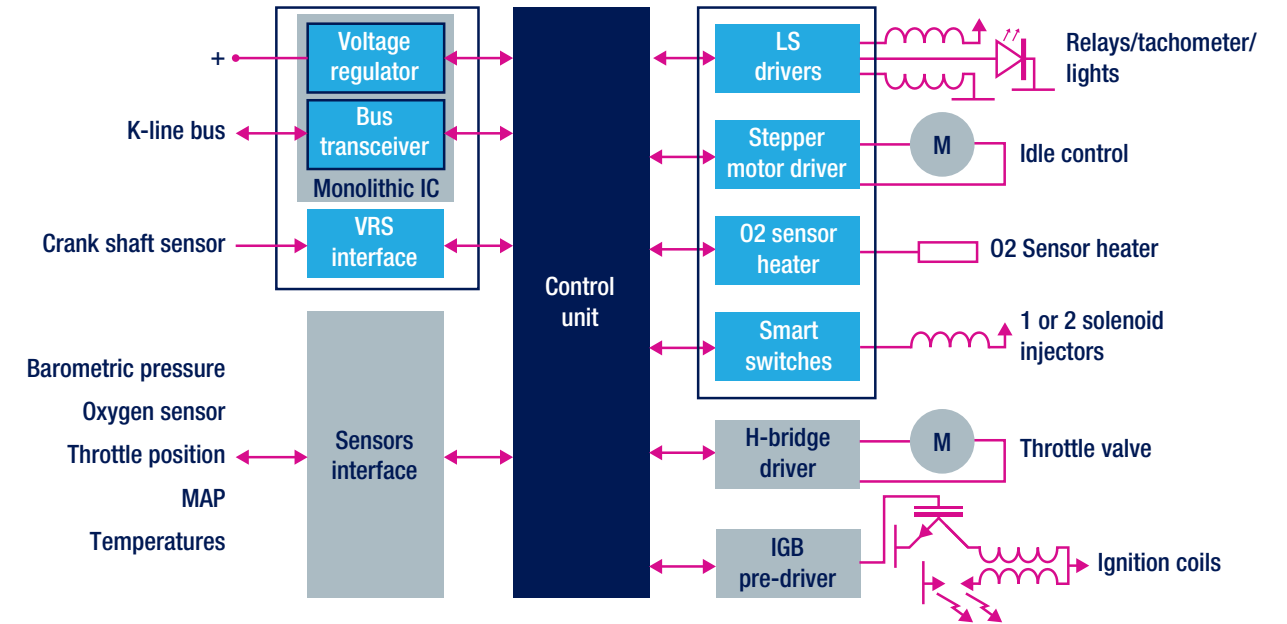 +
Voltage
regulator
K-line bus
Bus
transceiver
Monolithic IC
Crank shaft sensor
VRS
interface
Barometric pressure
Oxygen sensor
Throttle position
MAP
Temperatures
Sensors
interface
Control
unit
LS
drivers
Relays/tachometer/
lights
Stepper
motor driver
M
Idle control
O2 sensor
heater
O2 Sensor heater
Smart
switches
1 or 2 solenoid
injectors
H-bridge
driver
M
Throttle valve
IGB
pre-driver
Ignition coils